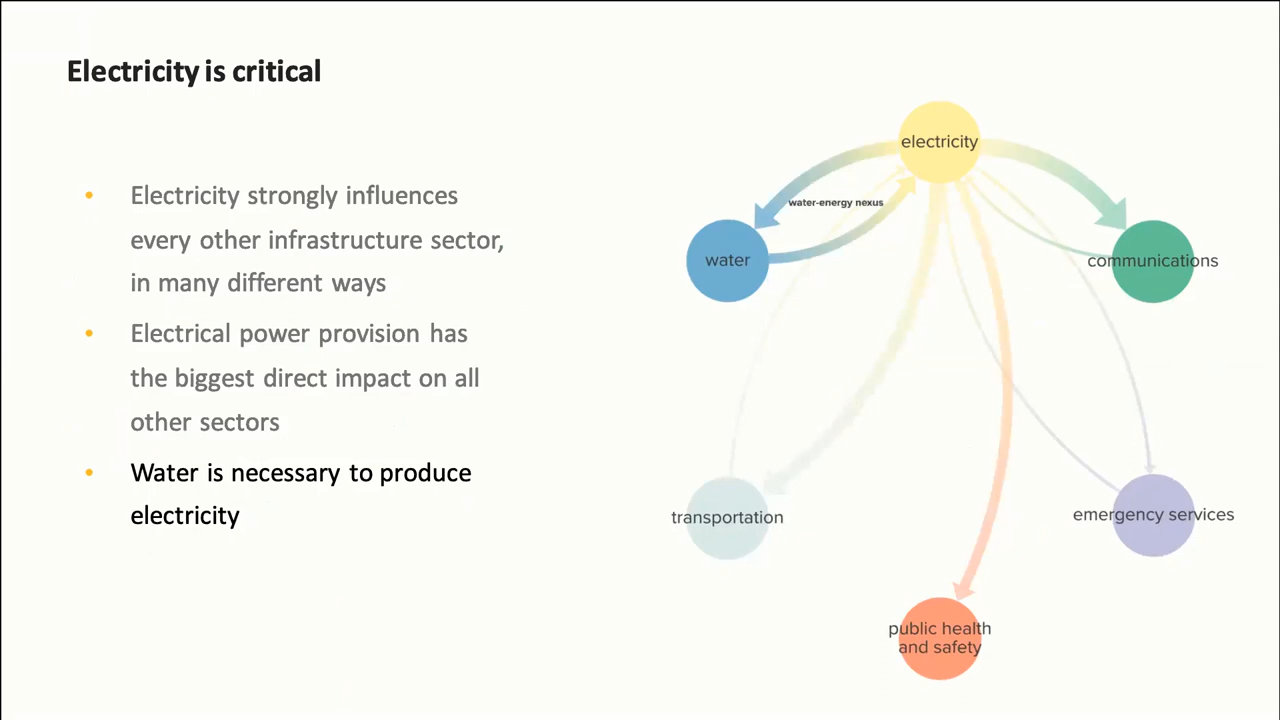 Electricity is critical
Electricity strongly influences
every other infrastructure sector,
in many different ways
Electrical power provision has
the biggest direct impact on all
other sectors
Water is necessary to produce
electricity
electricity
water-energy nexus
water
communications
transportation
emergency services
public health
and safety